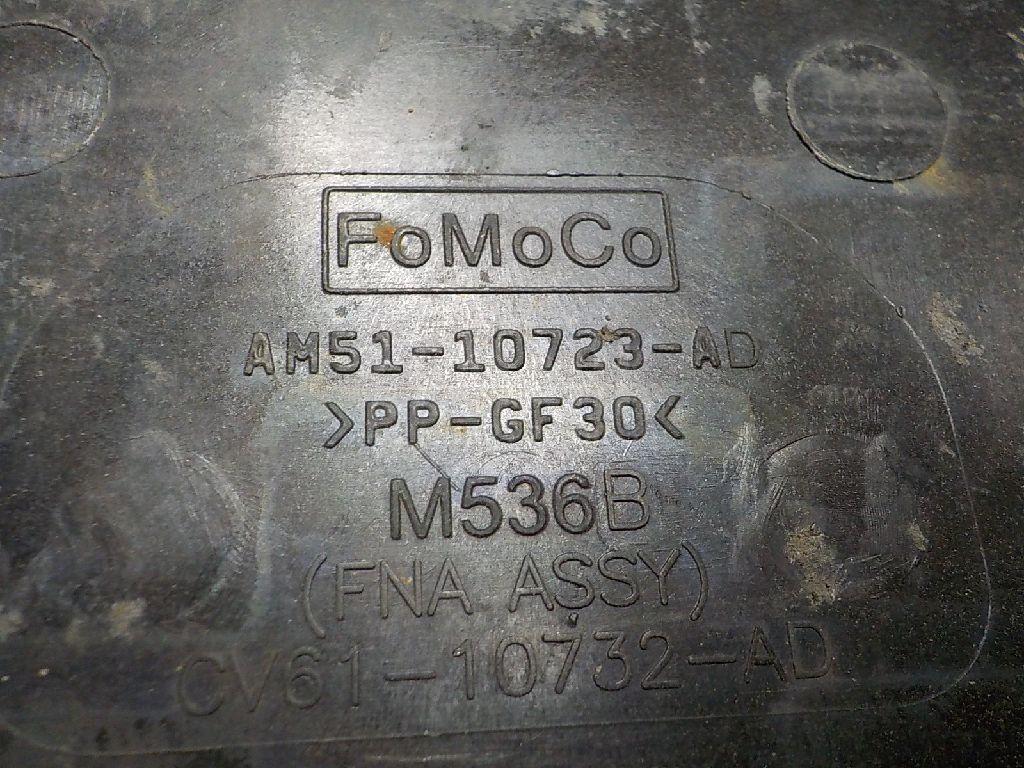 FoMoCo
AM51-10723-AD
>PP-GF30<
M536B
(FNA ASSY)
CV61-10732-AD